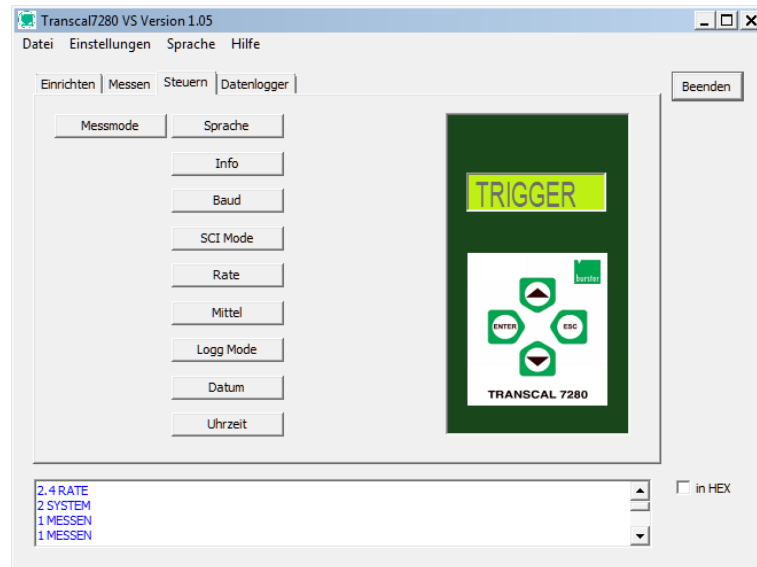 Transcal7280 VS Version 1.05
Datei Einstellungen Sprache Hilfe
Einrichten Messen Steuern Datenlogger
Beenden
Messmode Sprache
Info
Baud
SCI Mode
Rate
Mittel
Logg Mode
Datum
Uhrzeit
TRIGGER
burster
ENTER ESC
TRANSCAL 7280
2.4 RATE
2 SYSTEM
1 MESSEN
1 MESSEN
in HEX